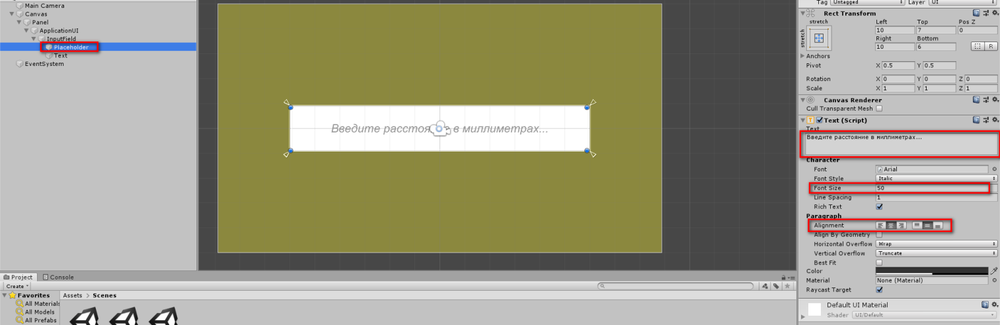 Main Camera
Canvas
Panel
ApplicationUI
InputField
Placeholder
Text
EventSystem
Введите расстояние в миллиметрах...
Tag Untagged Layer UI
Rect Transform
stretch Left Top Pos Z
stretch 10 7 0
Right Bottom
10 6 R
Anchors
Pivot X 0.5 Y 0.5
Rotation X 0 Y 0 Z 0
Scale X 1 Y 1 Z 1
Canvas Renderer
Cull Transparent Mesh
Text (Script)
Text
Введите расстояние в миллиметрах...
Character
Font Arial
Font Style Italic
Font Size 50
Line Spacing 1
Rich Text
Paragraph
Alignment
Align By Geometry
Horizontal Overflow Wrap
Vertical Overflow Truncate
Best Fit
Color
Material None (Material)
Raycast Target
Default UI Material
Shader UI/Default
Project Console
Create
Favorites
All Materials
All Models
All Prefabs
Assets > Scenes